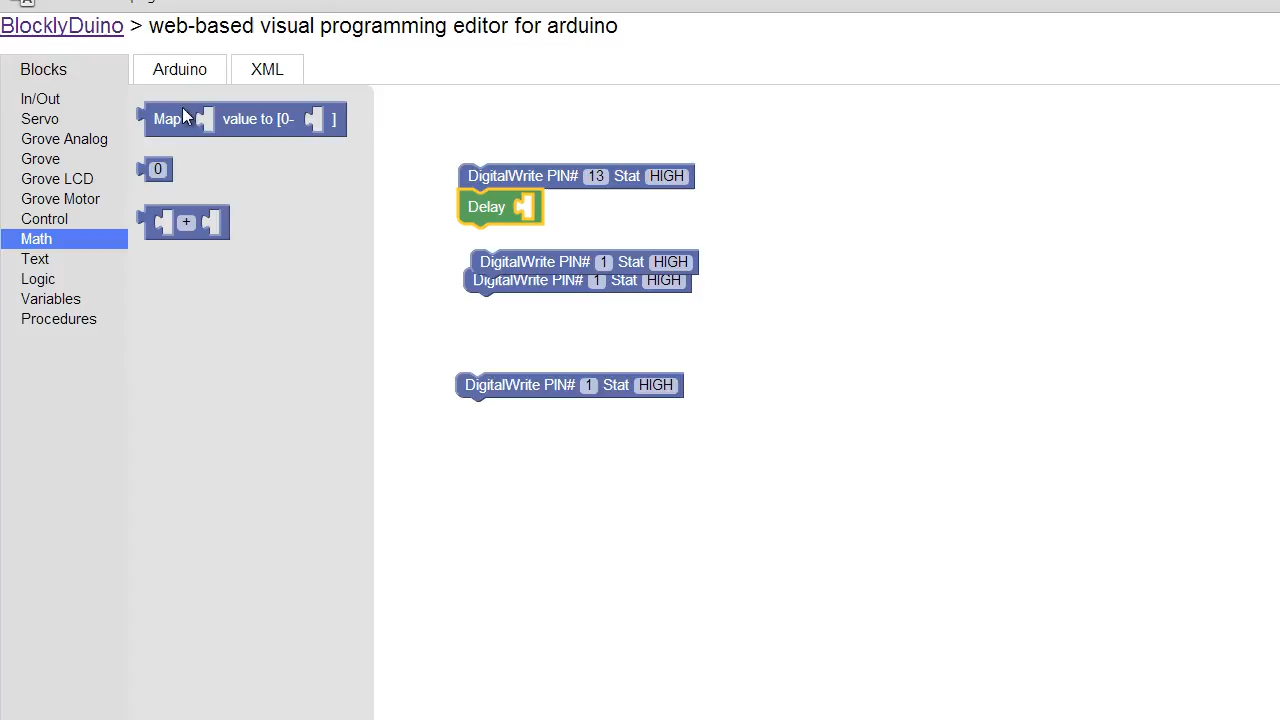 BlocklyDuino > web-based visual programming editor for arduino
Blocks
Arduino
XML
In/Out
Servo
Grove Analog
Grove
Grove LCD
Grove Motor
Control
Math
Text
Logic
Variables
Procedures
Map value to [0- ]
0
+
DigitalWrite PIN# 13 Stat HIGH
Delay
DigitalWrite PIN# 1 Stat HIGH
DigitalWrite PIN# 1 Stat HIGH
DigitalWrite PIN# 1 Stat HIGH